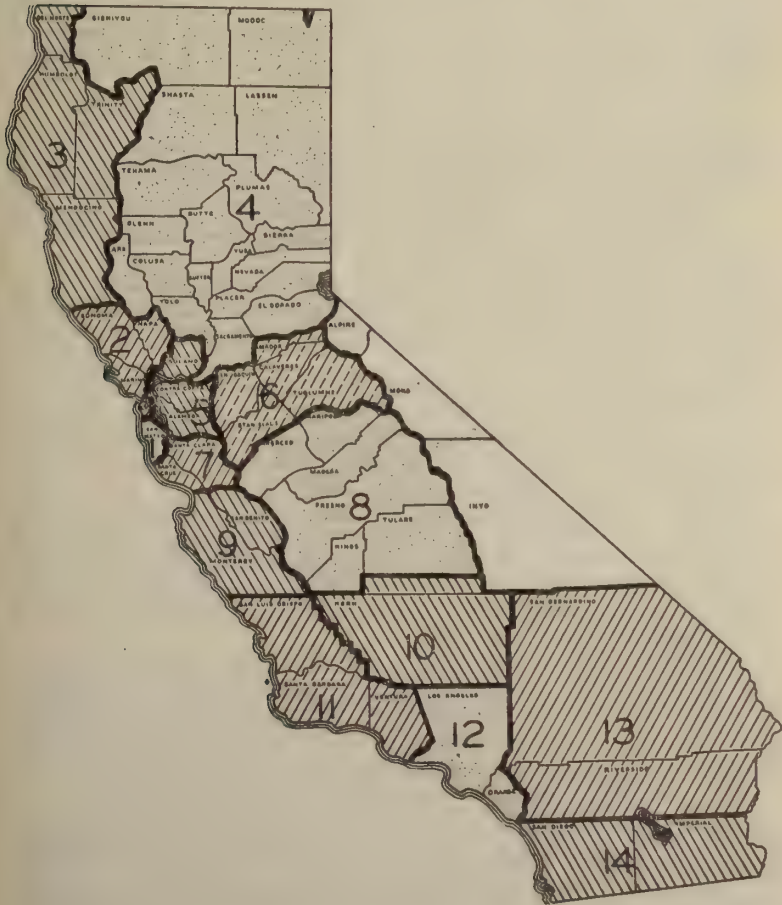 DEL NORTE
SISKIYOU
MODOC
HUMBOLDT
TRINITY
SHASTA
LASSEN
3
TEHAMA
PLUMAS
4
MENDOCINO
GLENN
BUTTE
SIERRA
COLUSA
YUBA
NEVADA
SUTTER
PLACER
YOLO
EL DORADO
SONOMA
NAPA
2
SACRAMENTO
ALPINE
AMADOR
SOLANO
MARIN
CALAVERAS
SAN JOAQUIN
CONTRA COSTA
TUOLUMNE
MONO
6
5
ALAMEDA
STANISLAUS
MARIPOSA
SAN MATEO
1
SANTA CLARA
MERCED
7
SANTA CRUZ
MADERA
FRESNO
8
INYO
SAN BENITO
TULARE
9
KINGS
MONTEREY
SAN LUIS OBISPO
KERN
SAN BERNARDINO
10
SANTA BARBARA
VENTURA
LOS ANGELES
11
12
13
RIVERSIDE
ORANGE
SAN DIEGO
IMPERIAL
14